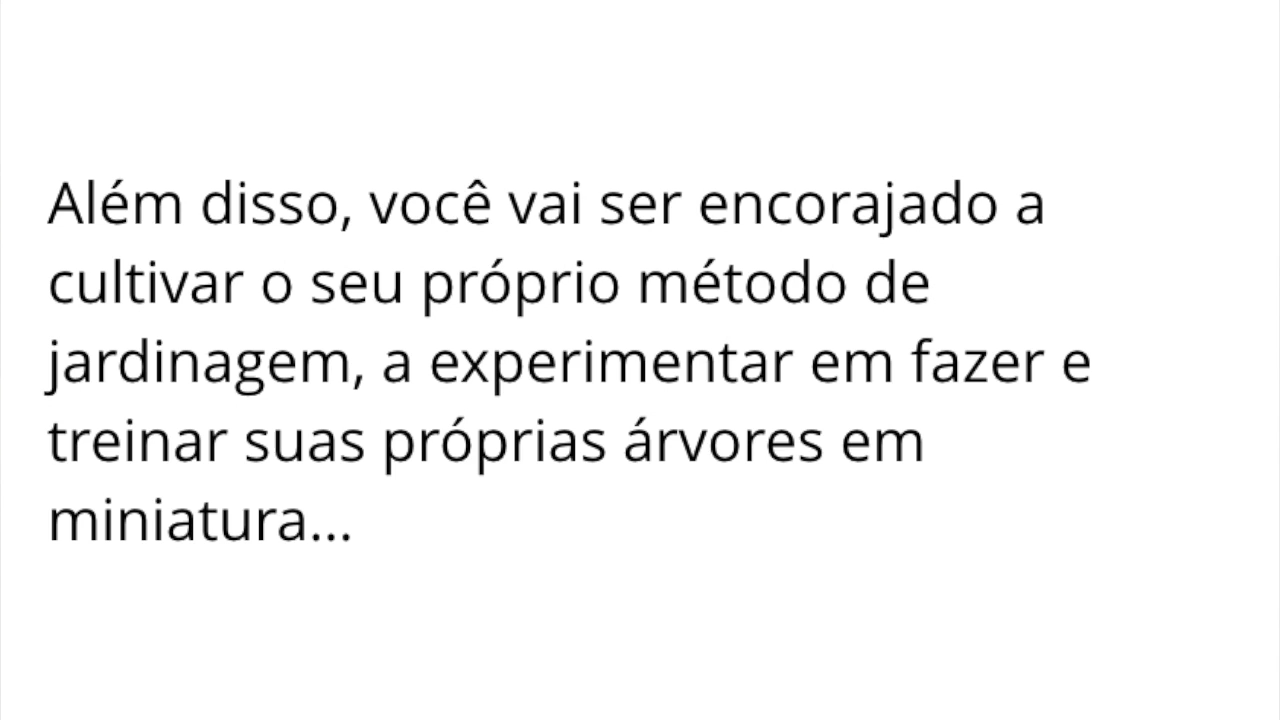 Além disso, você vai ser encorajado a
cultivar o seu próprio método de
jardinagem, a experimentar em fazer e
treinar suas próprias árvores em
miniatura...